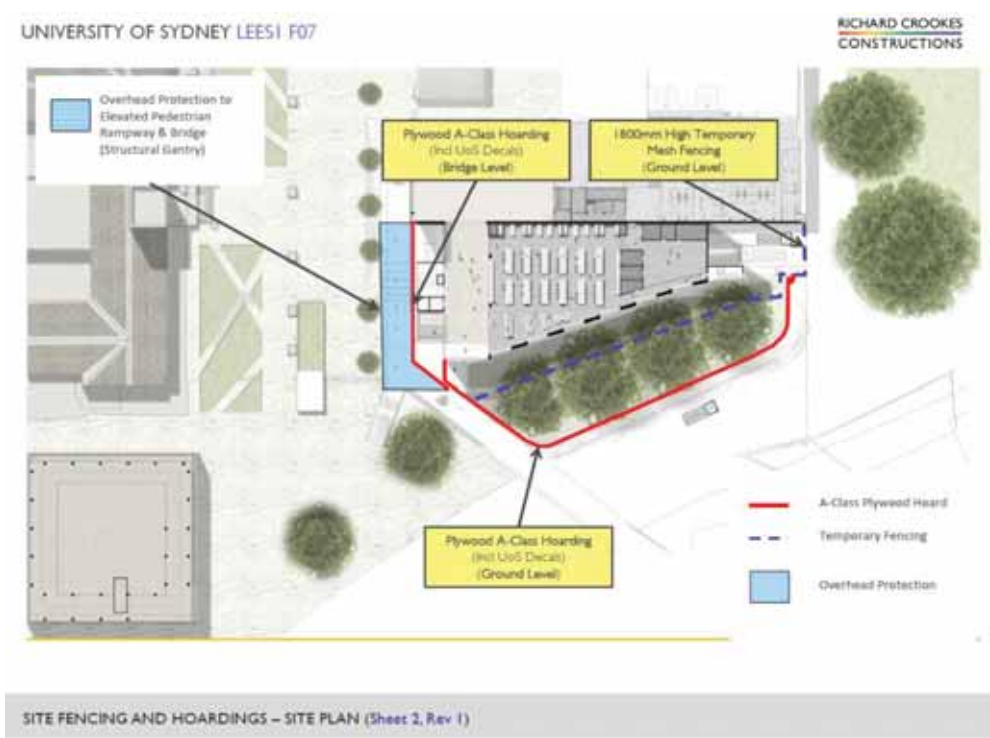 UNIVERSITY OF SYDNEY LEES1 F07
RICHARD CROOKES
CONSTRUCTIONS
Overhead Protection to
Elevated Pedestrian
Rampway & Bridge
(Structural Gantry)
Plywood A-Class Hoarding
(Incl UoS Decals)
(Bridge Level)
1800mm High Temporary
Mesh Fencing
(Ground Level)
Plywood A-Class Hoarding
(Incl UoS Decals)
(Ground Level)
A-Class Plywood Hoard
Temporary Fencing
Overhead Protection
SITE FENCING AND HOARDINGS – SITE PLAN (Sheet 2, Rev 1)